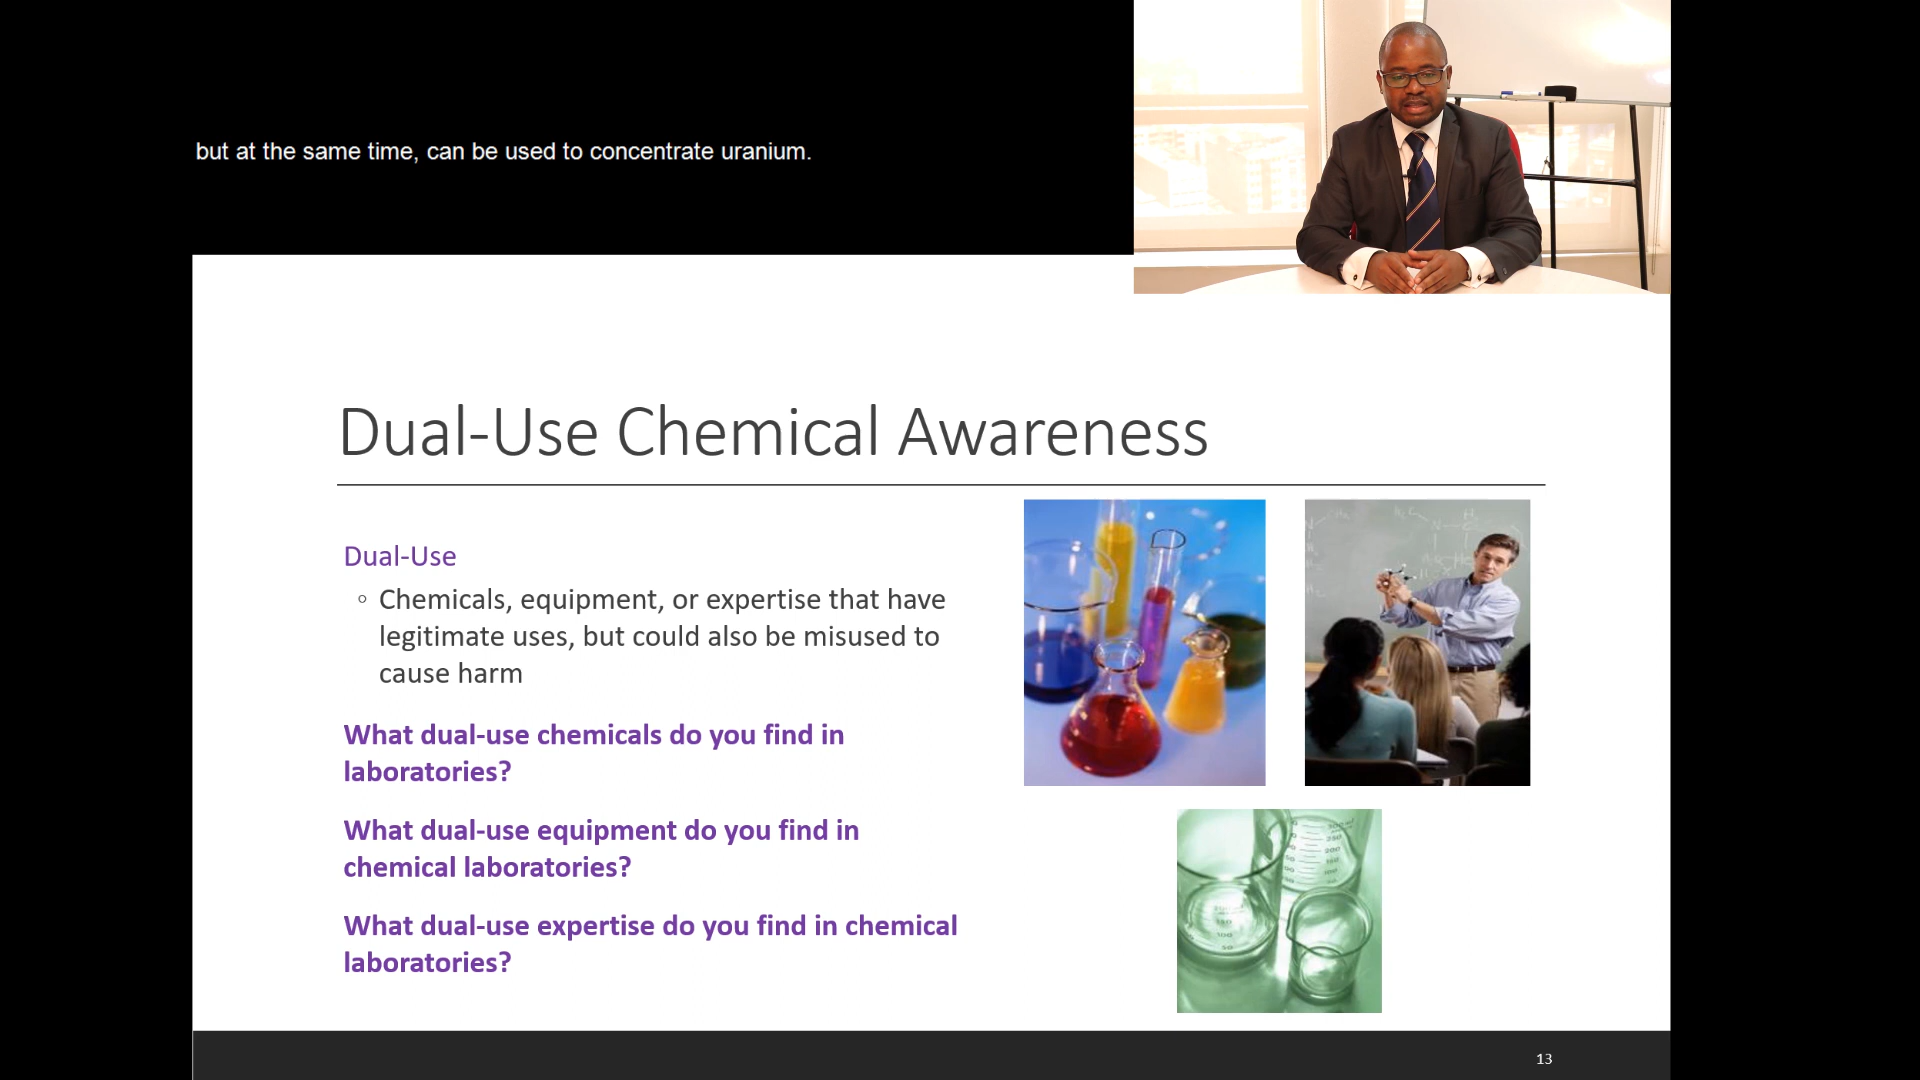 but at the same time, can be used to concentrate uranium.
Dual-Use Chemical Awareness
Dual-Use
◦ Chemicals, equipment, or expertise that have
legitimate uses, but could also be misused to
cause harm
What dual-use chemicals do you find in
laboratories?
What dual-use equipment do you find in
chemical laboratories?
What dual-use expertise do you find in chemical
laboratories?
13